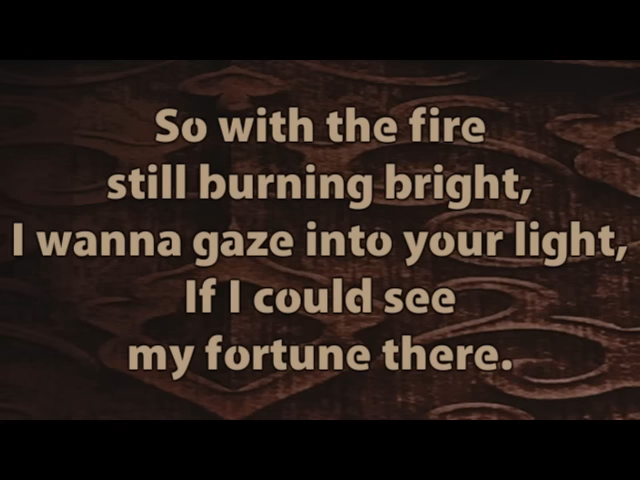 So with the fire
still burning bright,
I wanna gaze into your light,
If I could see
my fortune there.